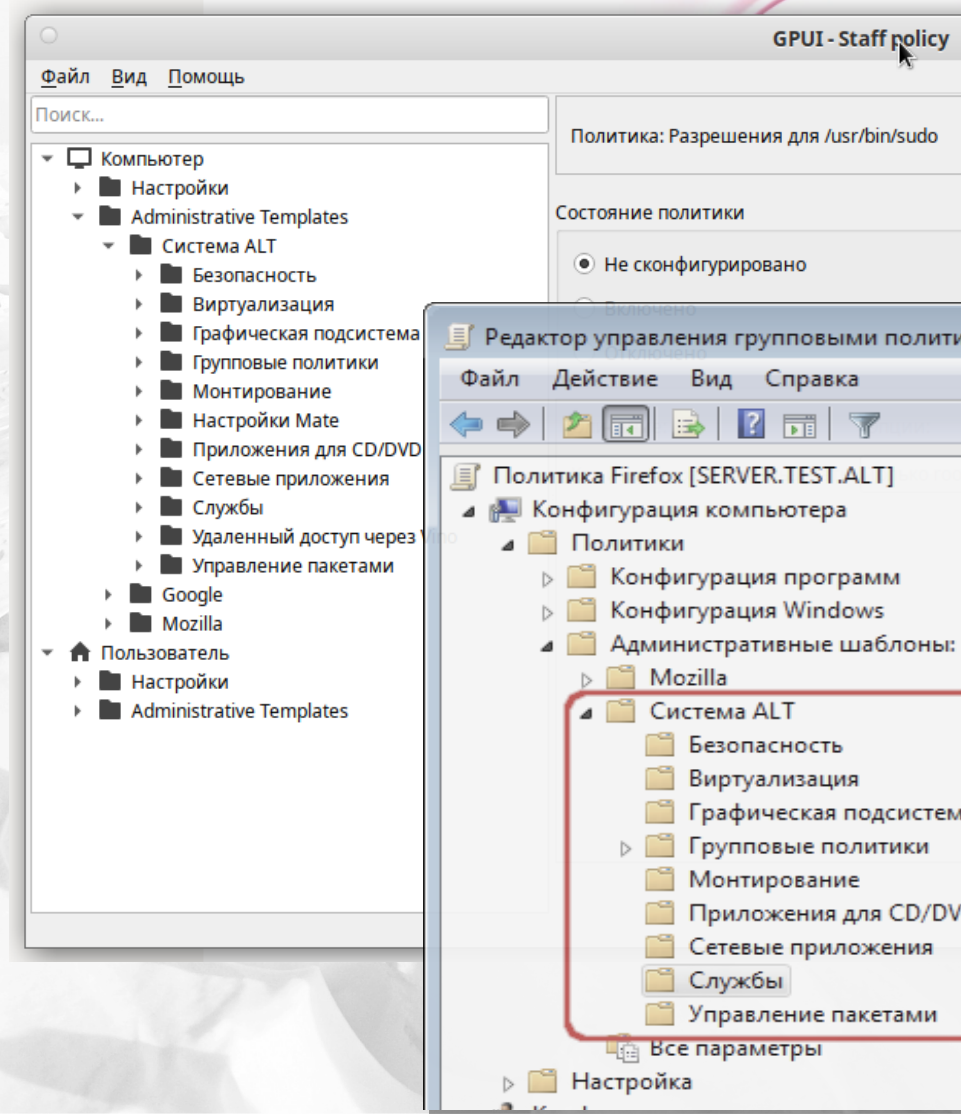 GPUI - Staff policy
Файл Вид Помощь
Поиск...
Компьютер
Настройки
Administrative Templates
Система ALT
Безопасность
Виртуализация
Графическая подсистема
Групповые политики
Монтирование
Настройки Mate
Приложения для CD/DVD
Сетевые приложения
Службы
Удаленный доступ через Vino
Управление пакетами
Google
Mozilla
Пользователь
Настройки
Administrative Templates
Политика: Разрешения для /usr/bin/sudo
Состояние политики
Не сконфигурировано
Включено
Отключено
Редактор управления групповыми полити
Файл Действие Вид Справка
Политика Firefox [SERVER.TEST.ALT]
Конфигурация компьютера
Политики
Конфигурация программ
Конфигурация Windows
Административные шаблоны:
Mozilla
Система ALT
Безопасность
Виртуализация
Графическая подсистем
Групповые политики
Монтирование
Приложения для CD/DV
Сетевые приложения
Службы
Управление пакетами
Все параметры
Настройка